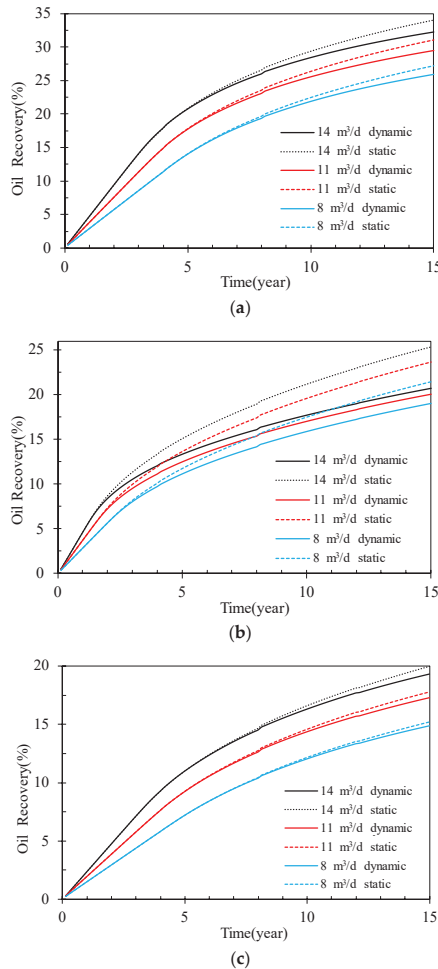 35
30
25
20
15
10
5
0
Oil Recovery(%)
14 m³/d dynamic
14 m³/d static
11 m³/d dynamic
11 m³/d static
8 m³/d dynamic
8 m³/d static
0 5 10 15
Time(year)
(a)
25
20
15
10
5
0
Oil Recovery(%)
14 m³/d dynamic
14 m³/d static
11 m³/d dynamic
11 m³/d static
8 m³/d dynamic
8 m³/d static
0 5 10 15
Time(year)
(b)
20
15
10
5
0
Oil Recovery(%)
14 m³/d dynamic
14 m³/d static
11 m³/d dynamic
11 m³/d static
8 m³/d dynamic
8 m³/d static
0 5 10 15
Time(year)
(c)